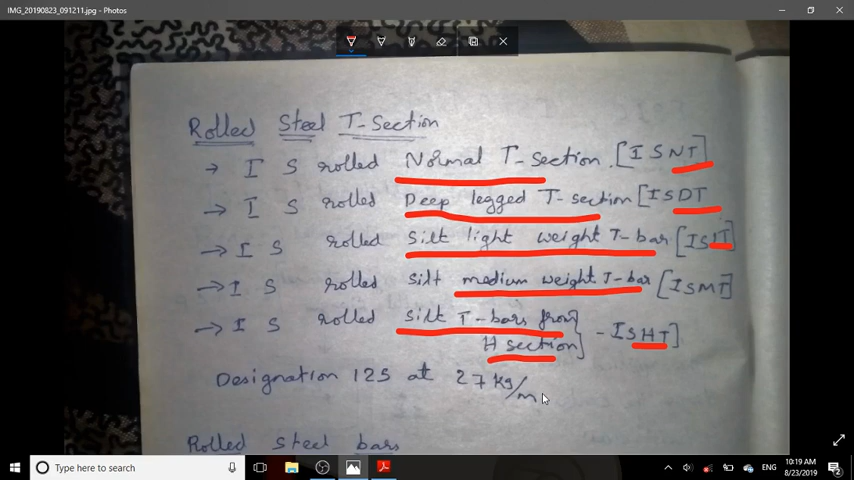 IMG_20190823_091211.jpg - Photos
Rolled Steel T-Section
→ I S rolled Normal T-section [ISNT]
→ I S rolled Deep legged T-section [ISDT
→ I S rolled Silt light weight T-bar [ISLT]
→ I S rolled Silt medium weight T-bar [ISMT]
→ I S rolled Silt T-bars from H section} - ISHT]
Designation 125 at 27 kg/m
Rolled steel bars
Type here to search
ENG
10:19 AM
8/23/2019
2